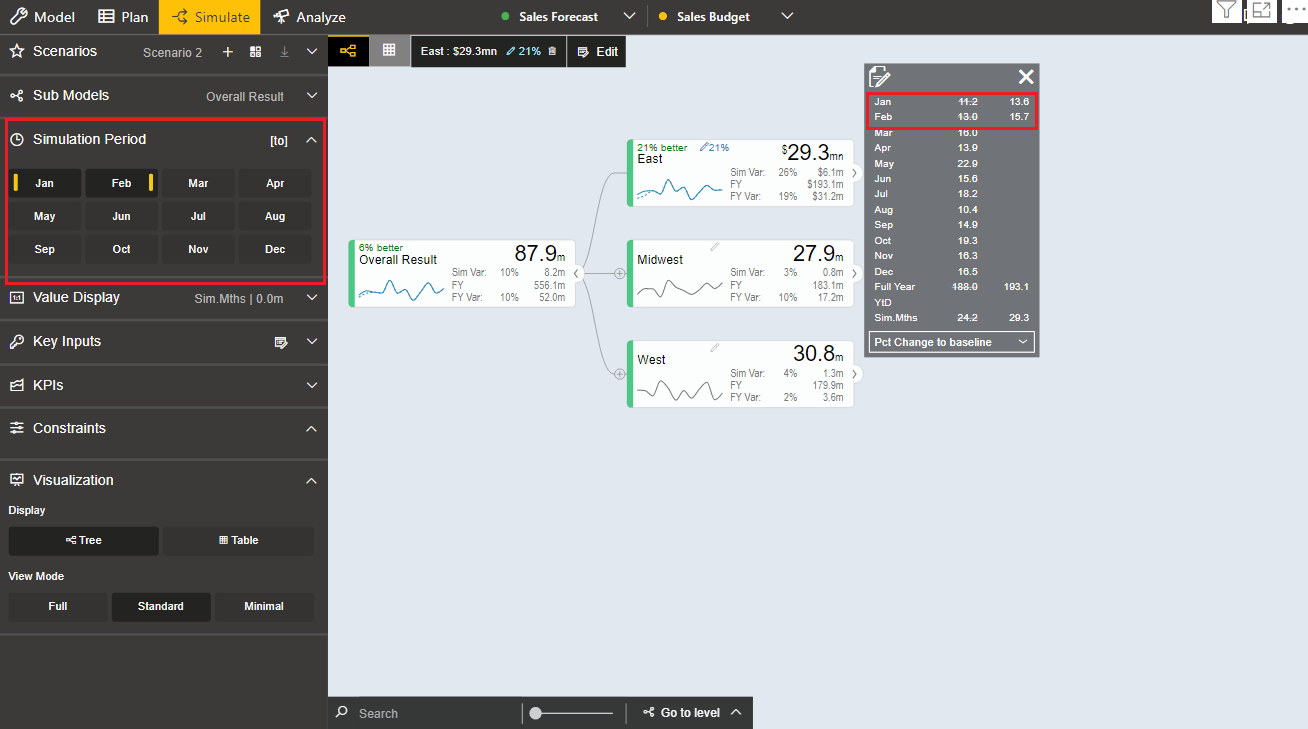 Model Plan Simulate Analyze Sales Forecast Sales Budget
Scenarios Scenario 2
Sub Models Overall Result
Simulation Period [to]
Jan Feb Mar Apr
May Jun Jul Aug
Sep Oct Nov Dec
Value Display Sim.Mths | 0.0m
Key Inputs
KPIs
Constraints
Visualization
Display
Tree Table
View Mode
Full Standard Minimal
East : $29.3mn 21% Edit
6% better
Overall Result 87.9m
Sim Var: 10% 8.2m
FY 556.1m
FY Var: 10% 52.0m
21% better 21%
East $29.3mn
Sim Var: 26% $6.1m
FY $193.1m
FY Var: 19% $31.2m
Midwest 27.9m
Sim Var: 3% 0.8m
FY 183.1m
FY Var: 10% 17.2m
West 30.8m
Sim Var: 4% 1.3m
FY 179.9m
FY Var: 2% 3.6m
Jan 11.2 13.6
Feb 13.0 15.7
Mar 16.0
Apr 13.9
May 22.9
Jun 15.6
Jul 18.2
Aug 10.4
Sep 14.9
Oct 19.3
Nov 16.3
Dec 16.5
Full Year 188.0 193.1
YtD
Sim.Mths 24.2 29.3
Pct Change to baseline
Search Go to level